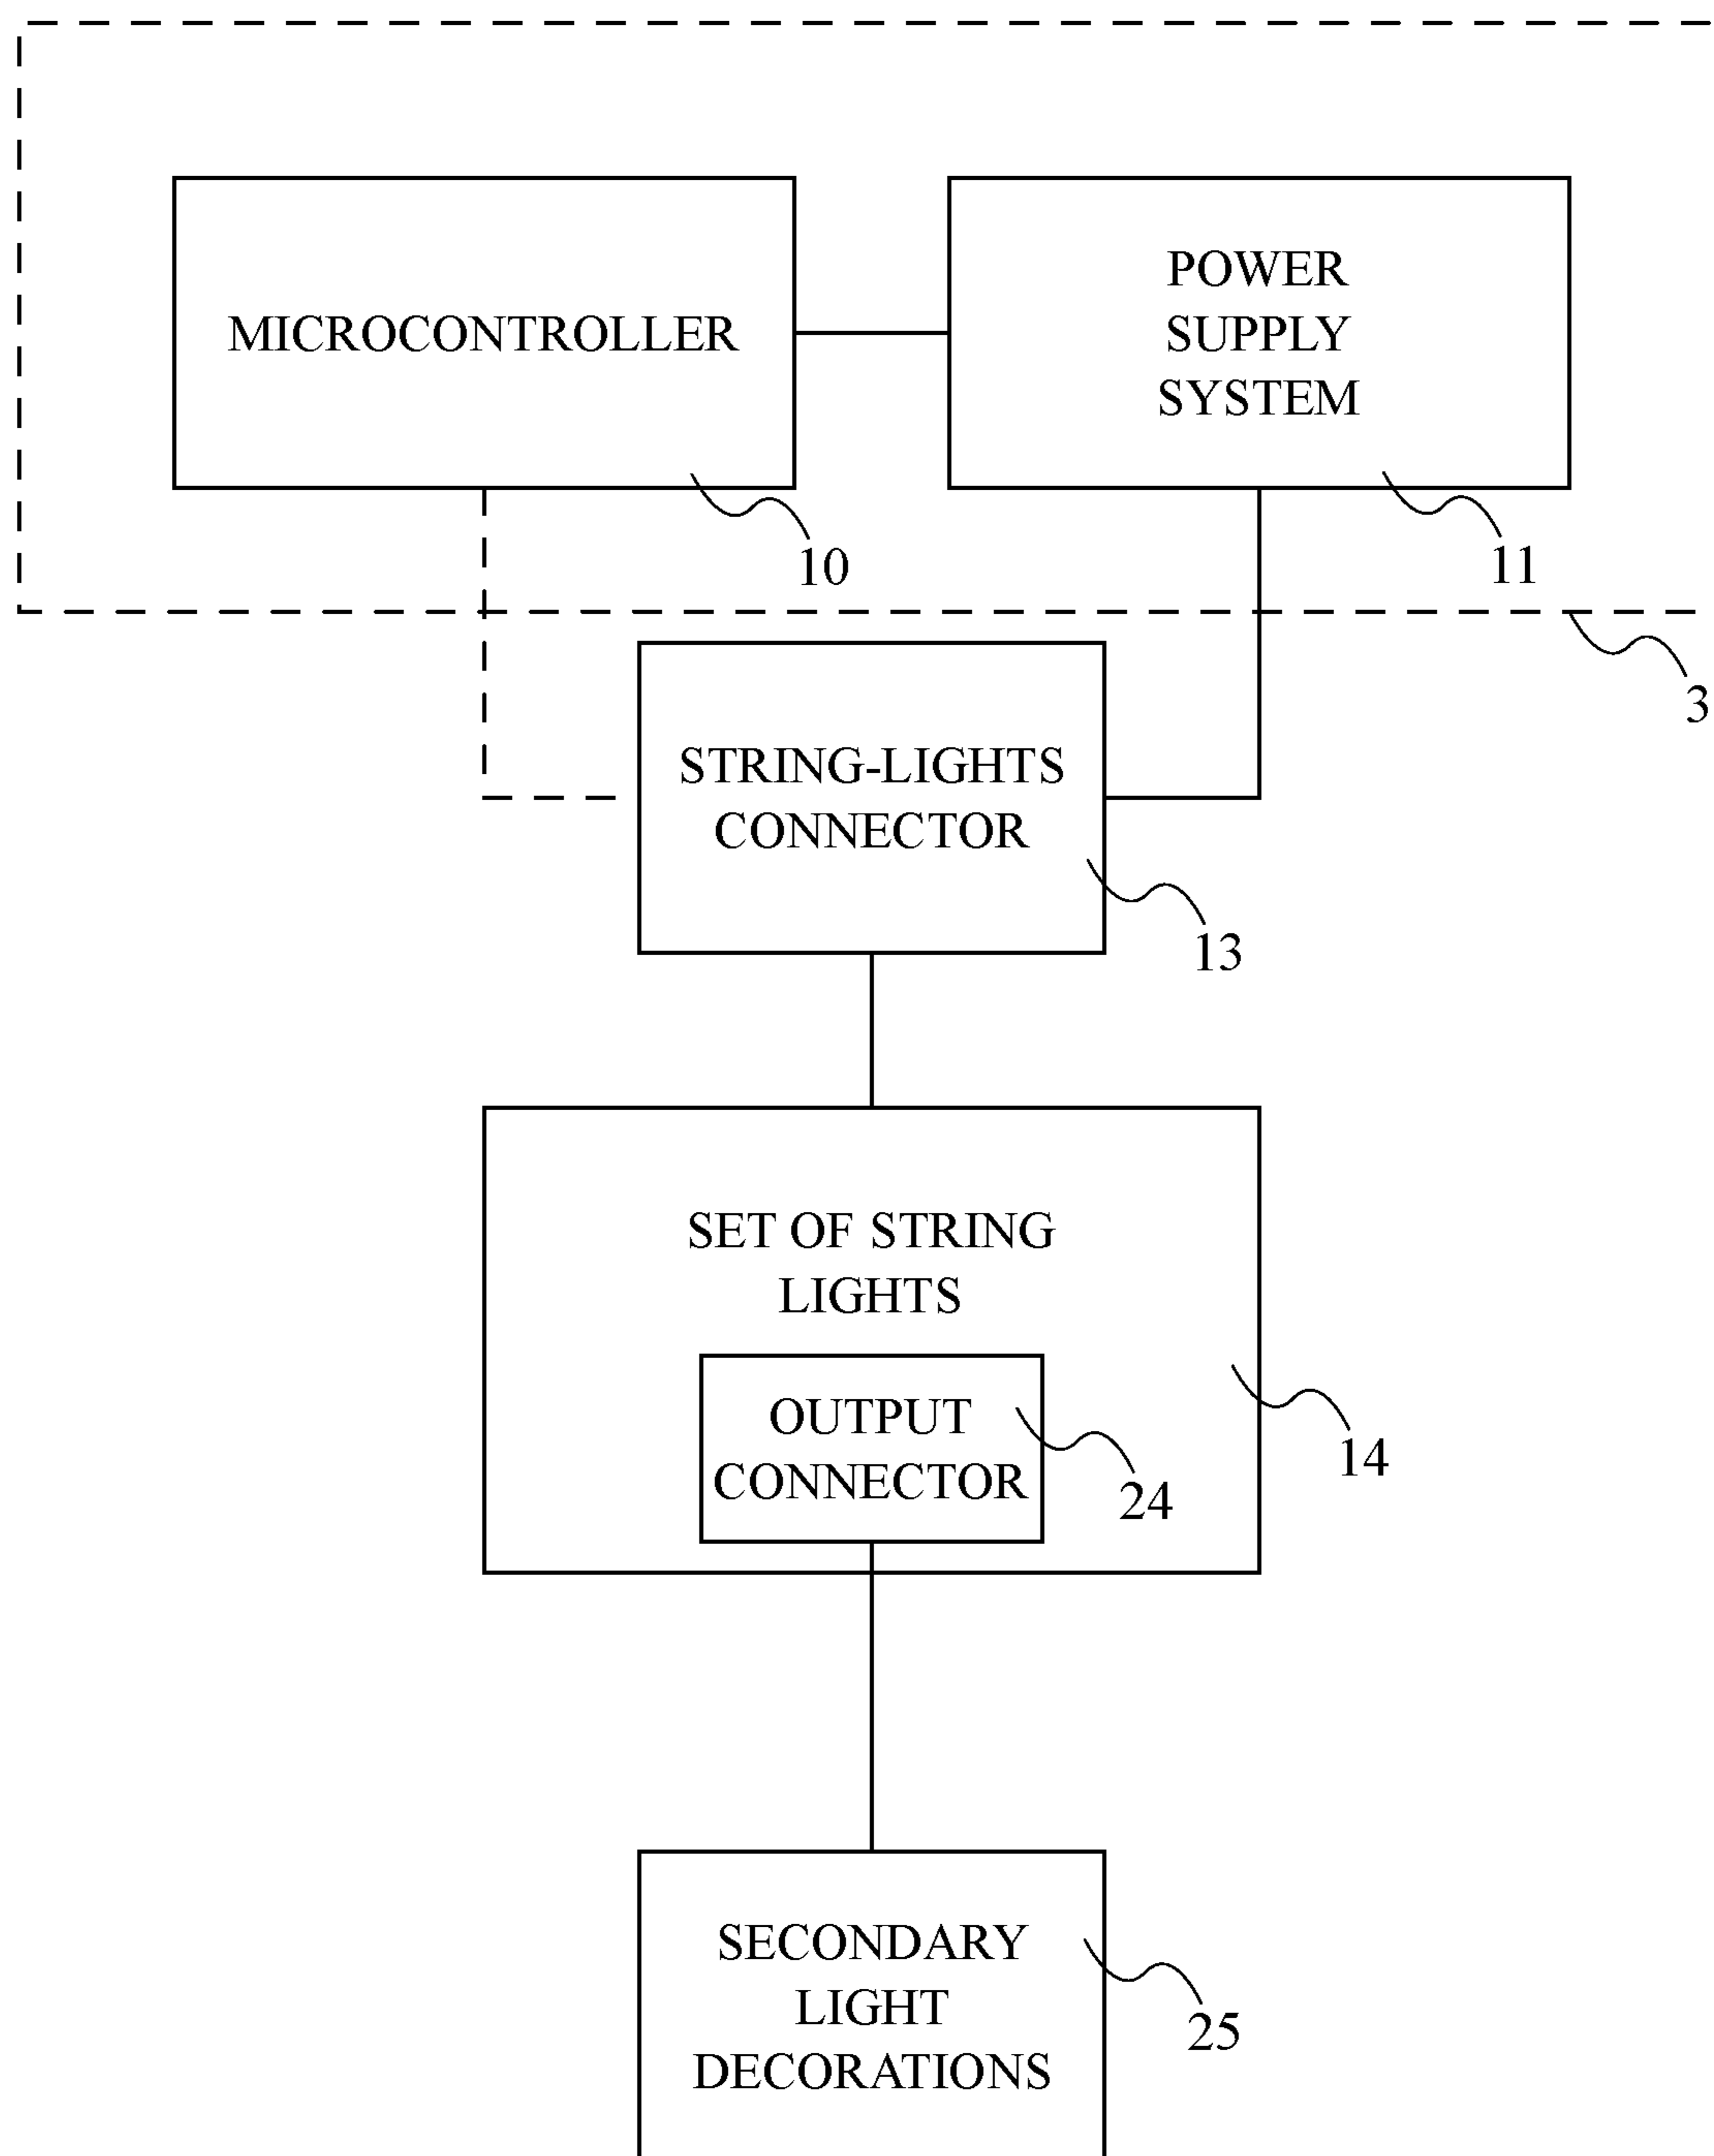 MICROCONTROLLER
POWER
SUPPLY
SYSTEM
10
11
3
STRING-LIGHTS
CONNECTOR
13
SET OF STRING
LIGHTS
OUTPUT
CONNECTOR
14
24
SECONDARY
LIGHT
DECORATIONS
25